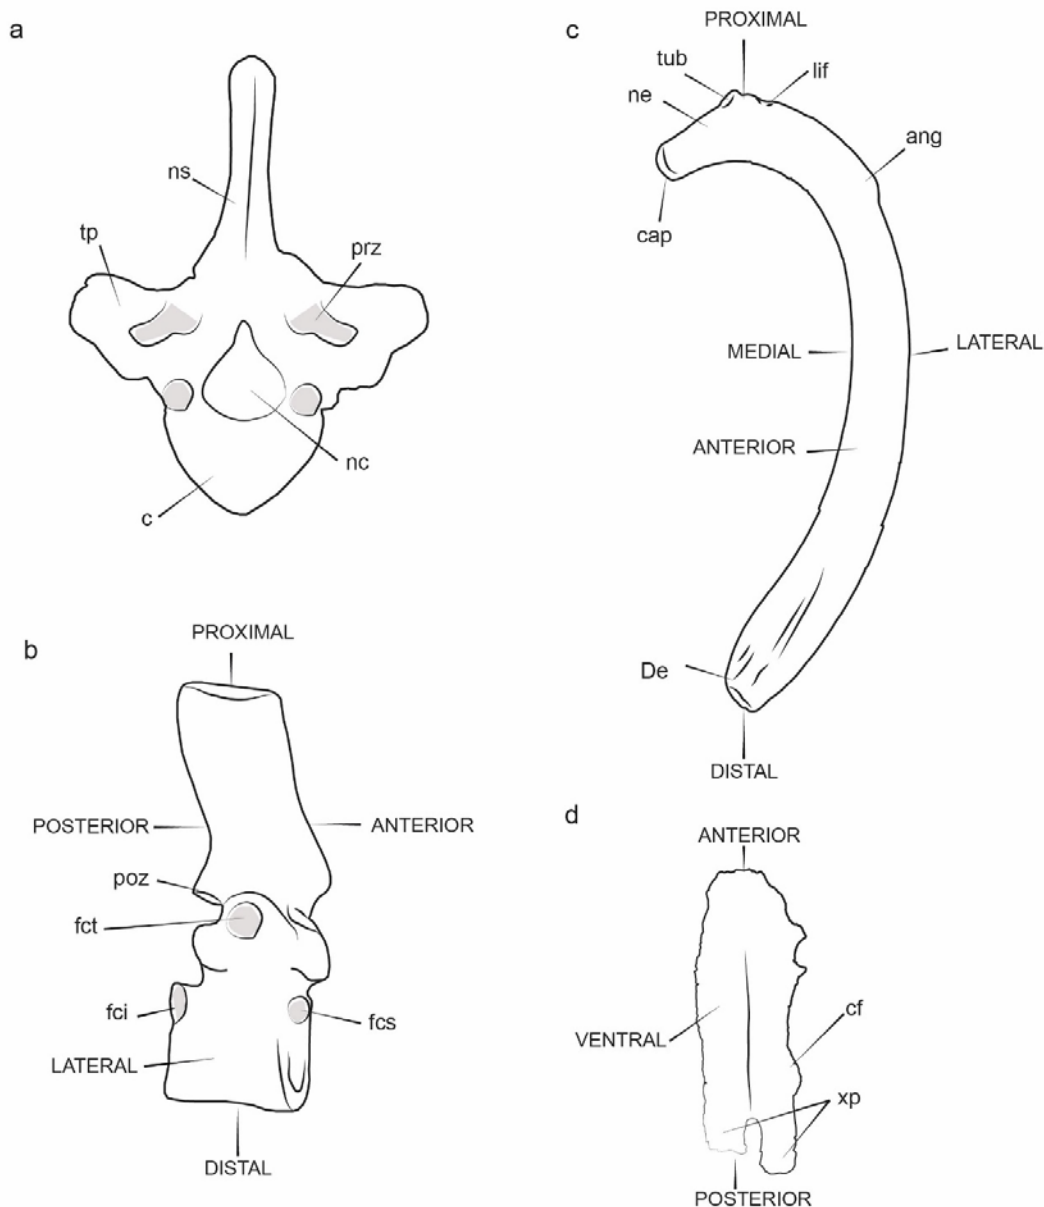 a
ns
tp
prz
nc
c
b
PROXIMAL
POSTERIOR
ANTERIOR
poz
fct
fci
fcs
LATERAL
DISTAL
c
PROXIMAL
tub
lif
ne
ang
cap
MEDIAL
LATERAL
ANTERIOR
De
DISTAL
d
ANTERIOR
cf
VENTRAL
xp
POSTERIOR